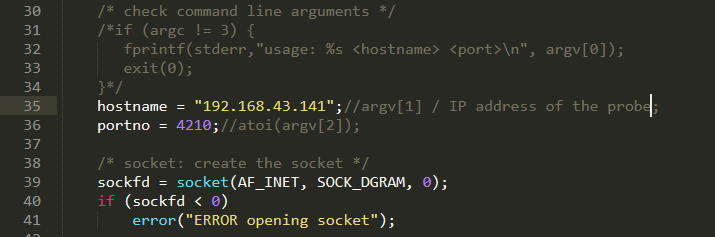 30 /* check command line arguments */
31 /*if (argc != 3) {
32 fprintf(stderr,"usage: %s <hostname> <port>\n", argv[0]);
33 exit(0);
34 }*/
35 hostname = "192.168.43.141";//argv[1] / IP address of the probe;
36 portno = 4210;//atoi(argv[2]);
37
38 /* socket: create the socket */
39 sockfd = socket(AF_INET, SOCK_DGRAM, 0);
40 if (sockfd < 0)
41 error("ERROR opening socket");